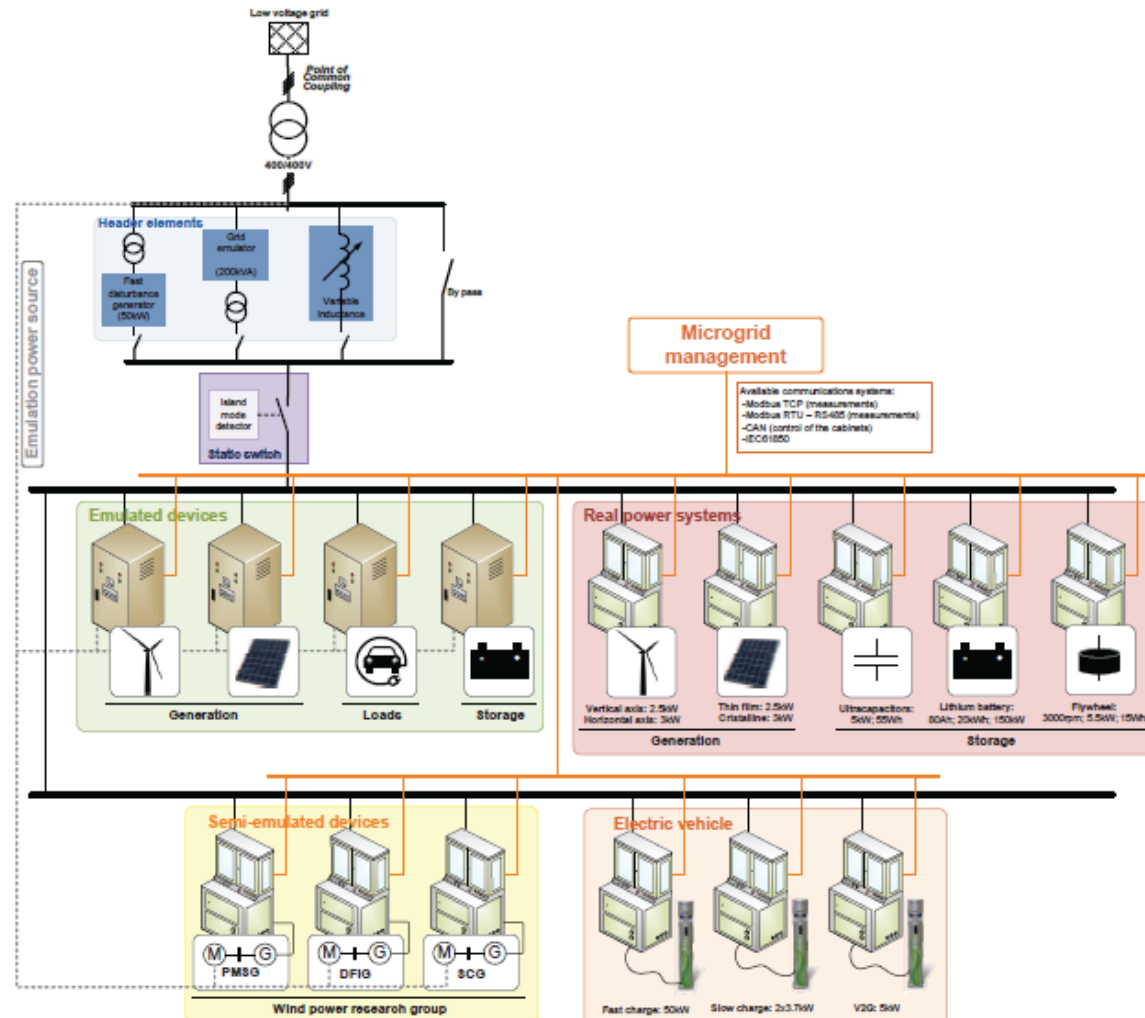 Low voltage grid
Point of
Common
Coupling
400/400V
Header elements
Fast
disturbance
generator
(50kW)
Grid
emulator
(200kVA)
Variable
inductance
By pass
Emulation power source
Island
mode
detector
Static switch
Microgrid
management
Available communications systems:
-Modbus TCP (measurements)
-Modbus RTU – RS485 (measurements)
-CAN (control of the cabinets)
-IEC61850
Emulated devices
Generation
Loads
Storage
Real power systems
Vertical axis: 2.5kW
Horizontal axis: 3kW
Thin film: 2.5kW
Cristalline: 3kW
Generation
Ultracapacitors:
5kW; 55Wh
Lithium battery:
80Ah; 20kWh; 150kW
Flywheel:
3000rpm; 5.5kW; 15Wh
Storage
Semi-emulated devices
M
G
PMSG
M
G
DFIG
M
G
SCG
Wind power research group
Electric vehicle
Fast charge: 50kW
Slow charge: 2x3.7kW
V2G: 5kW